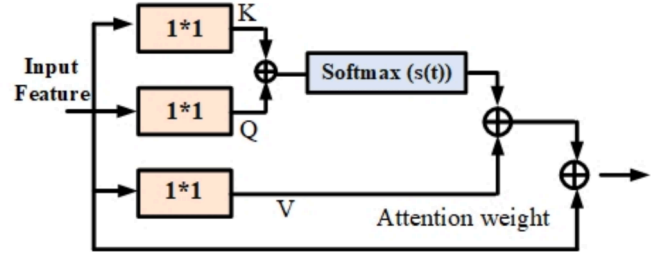 K
1*1
Input
Feature
Softmax (s(t))
1*1
Q
1*1
V
Attention weight